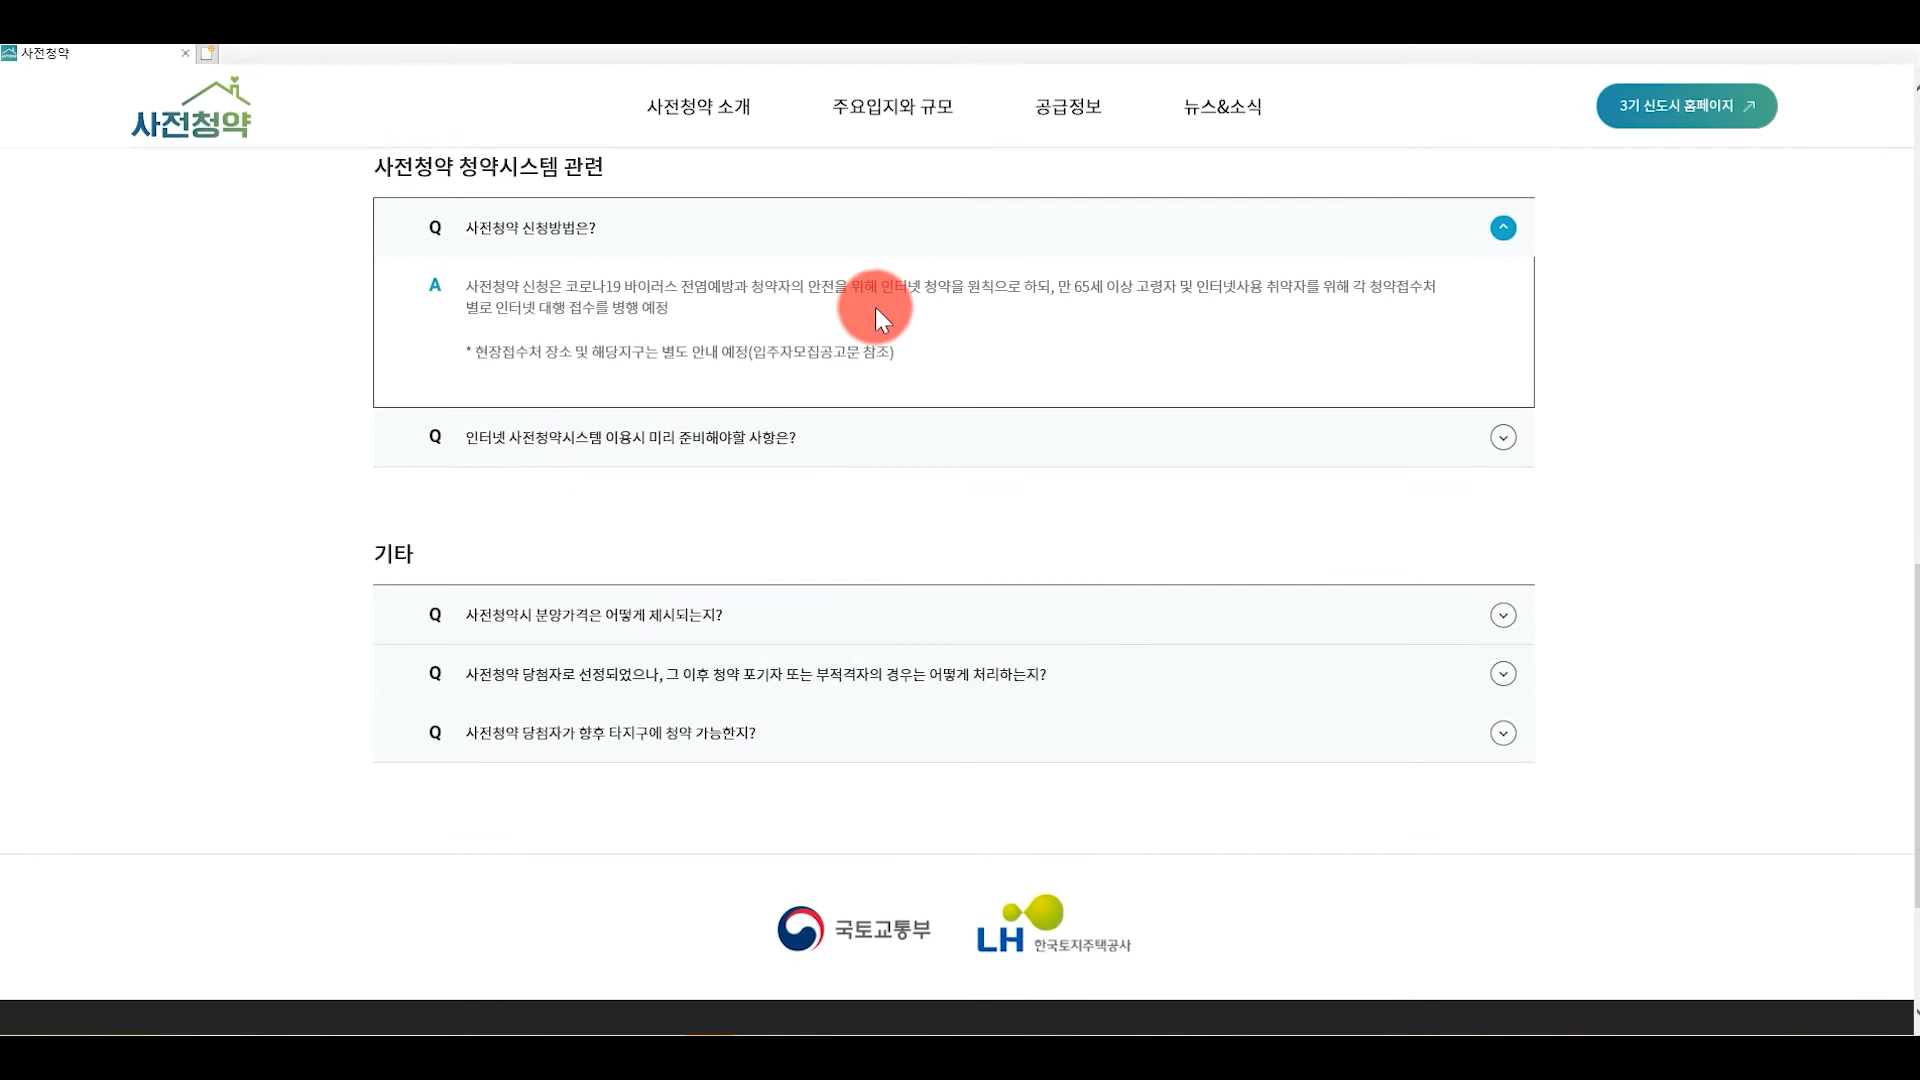 사전청약
사전청약
사전청약 소개
주요입지와 규모
공급정보
뉴스&소식
3기 신도시 홈페이지
사전청약 청약시스템 관련
Q 사전청약 신청방법은?
A 사전청약 신청은 코로나19 바이러스 전염예방과 청약자의 안전을 위해 인터넷 청약을 원칙으로 하되, 만 65세 이상 고령자 및 인터넷사용 취약자를 위해 각 청약접수처
별로 인터넷 대행 접수를 병행 예정
* 현장접수처 장소 및 해당지구는 별도 안내 예정(입주자모집공고문 참조)
Q 인터넷 사전청약시스템 이용시 미리 준비해야할 사항은?
기타
Q 사전청약시 분양가격은 어떻게 제시되는지?
Q 사전청약 당첨자로 선정되었으나, 그 이후 청약 포기자 또는 부적격자의 경우는 어떻게 처리하는지?
Q 사전청약 당첨자가 향후 타지구에 청약 가능한지?
국토교통부
LH 한국토지주택공사